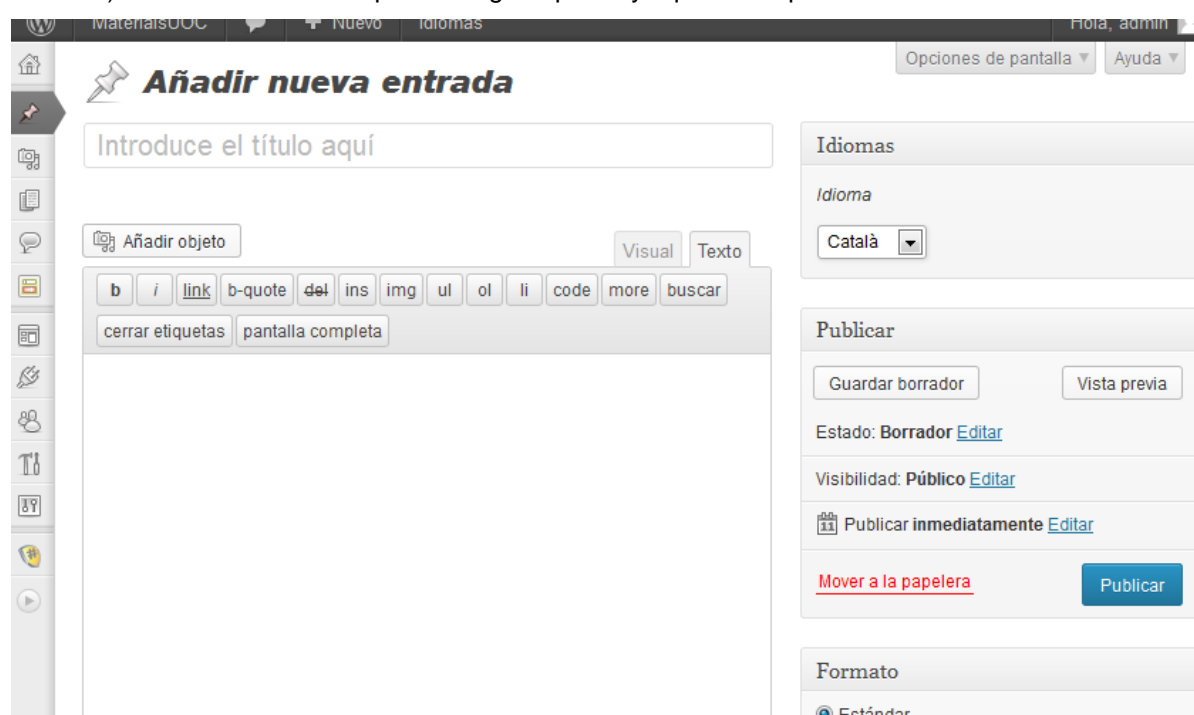 MaterialsUOC + Nuevo Idiomas Hola, admin
Opciones de pantalla Ayuda
Añadir nueva entrada
Introduce el título aquí
Añadir objeto
Visual Texto
b i link b-quote del ins img ul ol li code more buscar
cerrar etiquetas pantalla completa
Idiomas
Idioma
Català
Publicar
Guardar borrador Vista previa
Estado: Borrador Editar
Visibilidad: Público Editar
11 Publicar inmediatamente Editar
Mover a la papelera Publicar
Formato
Estándar